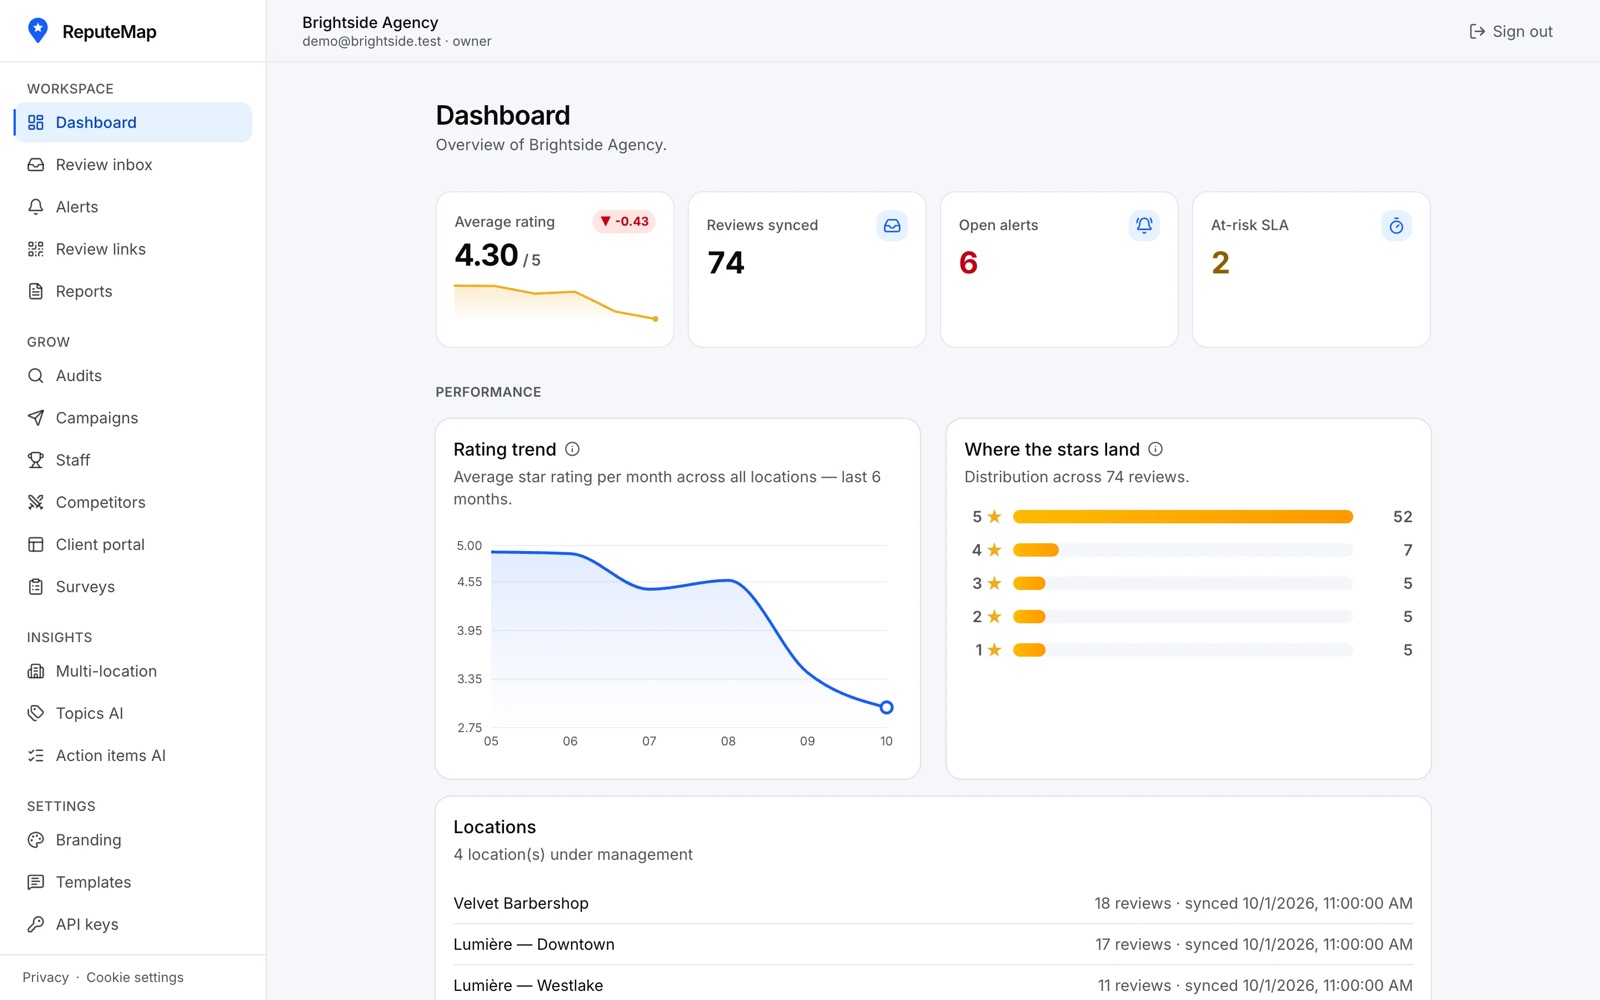 ReputeMap
Brightside Agency
demo@brightside.test · owner
Sign out
WORKSPACE
Dashboard
Review inbox
Alerts
Review links
Reports
GROW
Audits
Campaigns
Staff
Competitors
Client portal
Surveys
INSIGHTS
Multi-location
Topics AI
Action items AI
SETTINGS
Branding
Templates
API keys
Privacy · Cookie settings
Dashboard
Overview of Brightside Agency.
Average rating
▼ -0.43
4.30 / 5
Reviews synced
74
Open alerts
6
At-risk SLA
2
PERFORMANCE
Rating trend
Average star rating per month across all locations — last 6
months.
5.00
4.55
3.95
3.35
2.75
05 06 07 08 09 10
Where the stars land
Distribution across 74 reviews.
5 ★ 52
4 ★ 7
3 ★ 5
2 ★ 5
1 ★ 5
Locations
4 location(s) under management
Velvet Barbershop 18 reviews · synced 10/1/2026, 11:00:00 AM
Lumière — Downtown 17 reviews · synced 10/1/2026, 11:00:00 AM
Lumière — Westlake 11 reviews · synced 10/1/2026, 11:00:00 AM